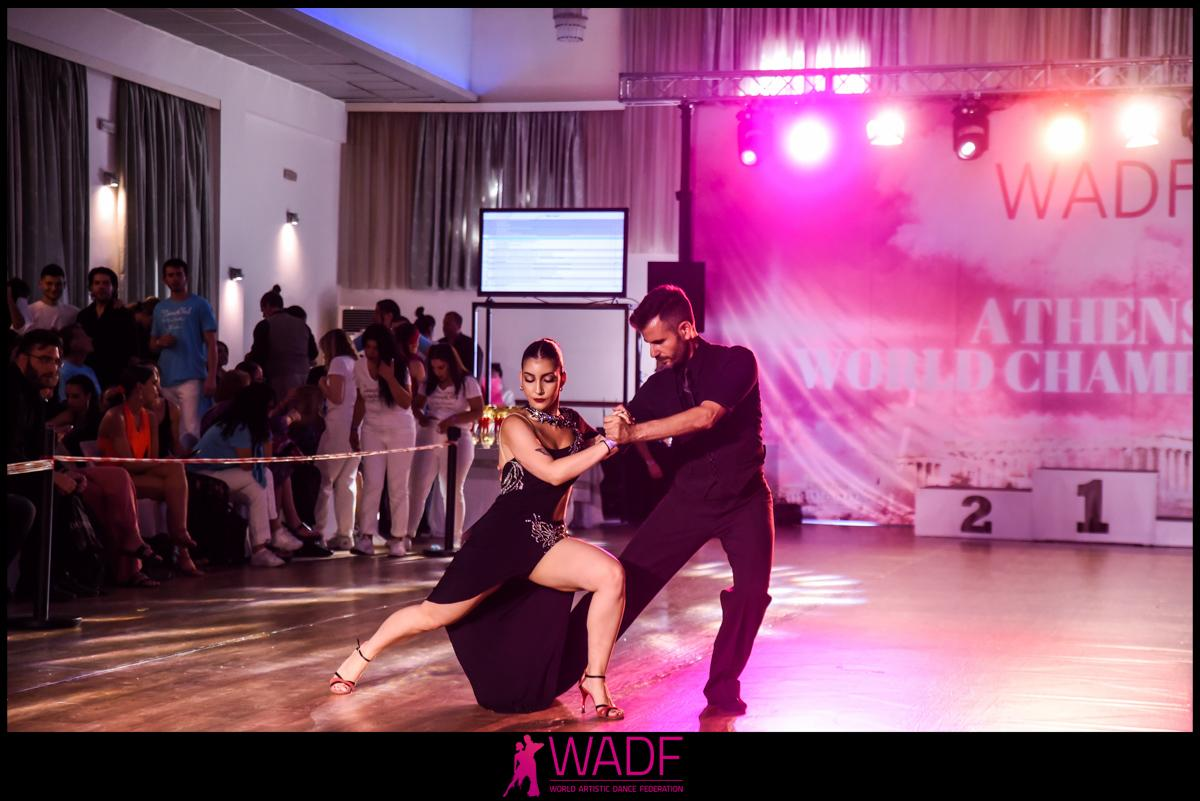 WADF
ATHENS
WORLD CHAMP
2
1
WADF
WORLD ARTISTIC DANCE FEDERATION